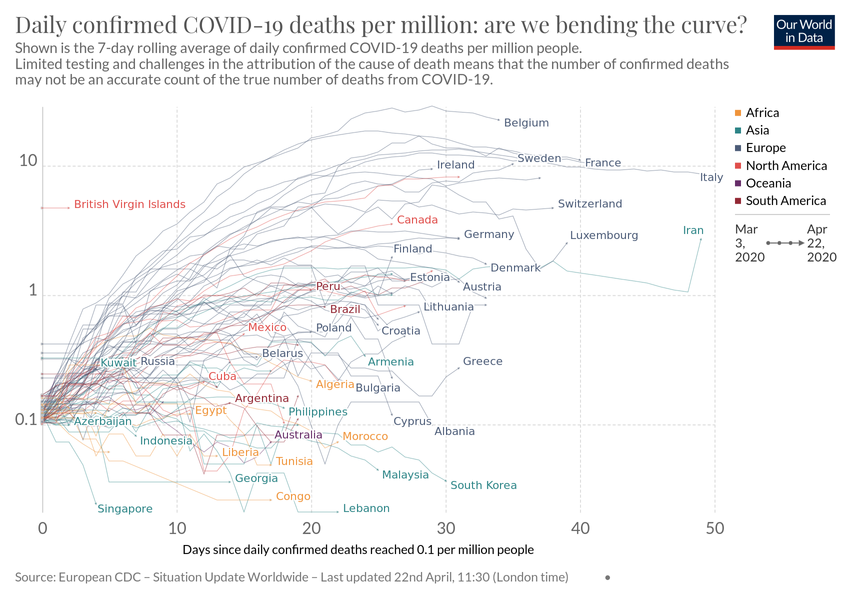 Daily confirmed COVID-19 deaths per million: are we bending the curve?
Our World
in Data
Shown is the 7-day rolling average of daily confirmed COVID-19 deaths per million people.
Limited testing and challenges in the attribution of the cause of death means that the number of confirmed deaths
may not be an accurate count of the true number of deaths from COVID-19.
Africa
Asia
Europe
North America
Oceania
South America
Mar
3,
2020
Apr
22,
2020
10
1
0.1
Belgium
Ireland
Sweden
France
Italy
British Virgin Islands
Switzerland
Canada
Germany
Luxembourg
Iran
Finland
Denmark
Estonia
Peru
Austria
Brazil
Lithuania
Mexico
Poland
Croatia
Kuwait
Russia
Belarus
Armenia
Greece
Cuba
Algeria
Bulgaria
Argentina
Egypt
Philippines
Azerbaijan
Cyprus
Albania
Indonesia
Australia
Morocco
Liberia
Tunisia
Georgia
Malaysia
South Korea
Congo
Singapore
Lebanon
0
10
20
30
40
50
Days since daily confirmed deaths reached 0.1 per million people
Source: European CDC – Situation Update Worldwide – Last updated 22nd April, 11:30 (London time)